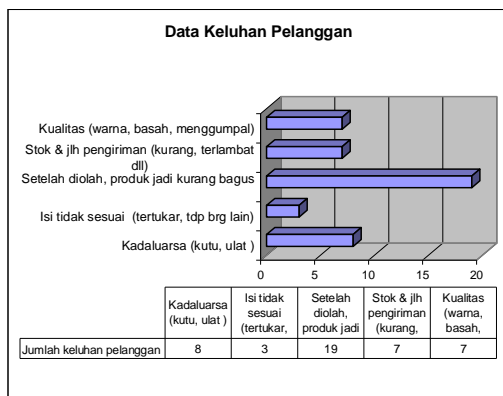 Data Keluhan Pelanggan
Kualitas (warna, basah, menggumpal)
Stok & jlh pengiriman (kurang, terlambat
dll)
Setelah diolah, produk jadi kurang bagus
Isi tidak sesuai (tertukar, tdp brg lain)
Kadaluarsa (kutu, ulat )
0 5 10 15 20
Kadaluarsa
(kutu, ulat )
Isi tidak
sesuai
(tertukar,
Setelah
diolah,
produk jadi
Stok & jlh
pengiriman
(kurang,
Kualitas
(warna,
basah,
Jumlah keluhan pelanggan 8 3 19 7 7